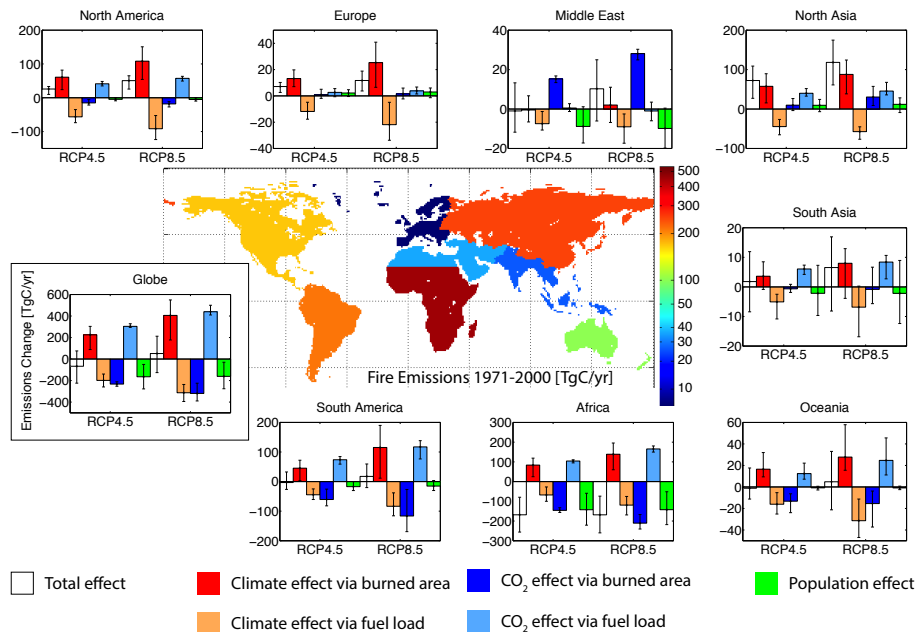 North America
200
100
0
−100
RCP4.5 RCP8.5
Europe
40
20
0
−20
−40
RCP4.5 RCP8.5
Middle East
40
20
0
−20
RCP4.5 RCP8.5
North Asia
200
100
0
−100
RCP4.5 RCP8.5
500
400
300
200
100
50
40
30
20
10
Fire Emissions 1971-2000 [TgC/yr]
South Asia
20
10
0
−10
−20
RCP4.5 RCP8.5
Globe
Emissions Change [TgC/yr]
600
400
200
0
−200
−400
RCP4.5 RCP8.5
South America
200
100
0
−100
−200
RCP4.5 RCP8.5
Africa
300
200
100
0
−100
−200
−300
RCP4.5 RCP8.5
Oceania
60
40
20
0
−20
−40
RCP4.5 RCP8.5
Total effect
Climate effect via burned area
CO₂ effect via burned area
Population effect
Climate effect via fuel load
CO₂ effect via fuel load